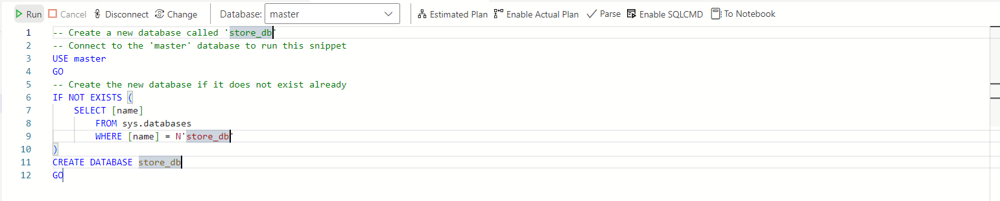 Run Cancel Disconnect Change Database: master Estimated Plan Enable Actual Plan Parse Enable SQLCMD To Notebook
1 -- Create a new database called 'store_db'
2 -- Connect to the 'master' database to run this snippet
3 USE master
4 GO
5 -- Create the new database if it does not exist already
6 IF NOT EXISTS (
7 SELECT [name]
8 FROM sys.databases
9 WHERE [name] = N'store_db'
10 )
11 CREATE DATABASE store_db
12 GO